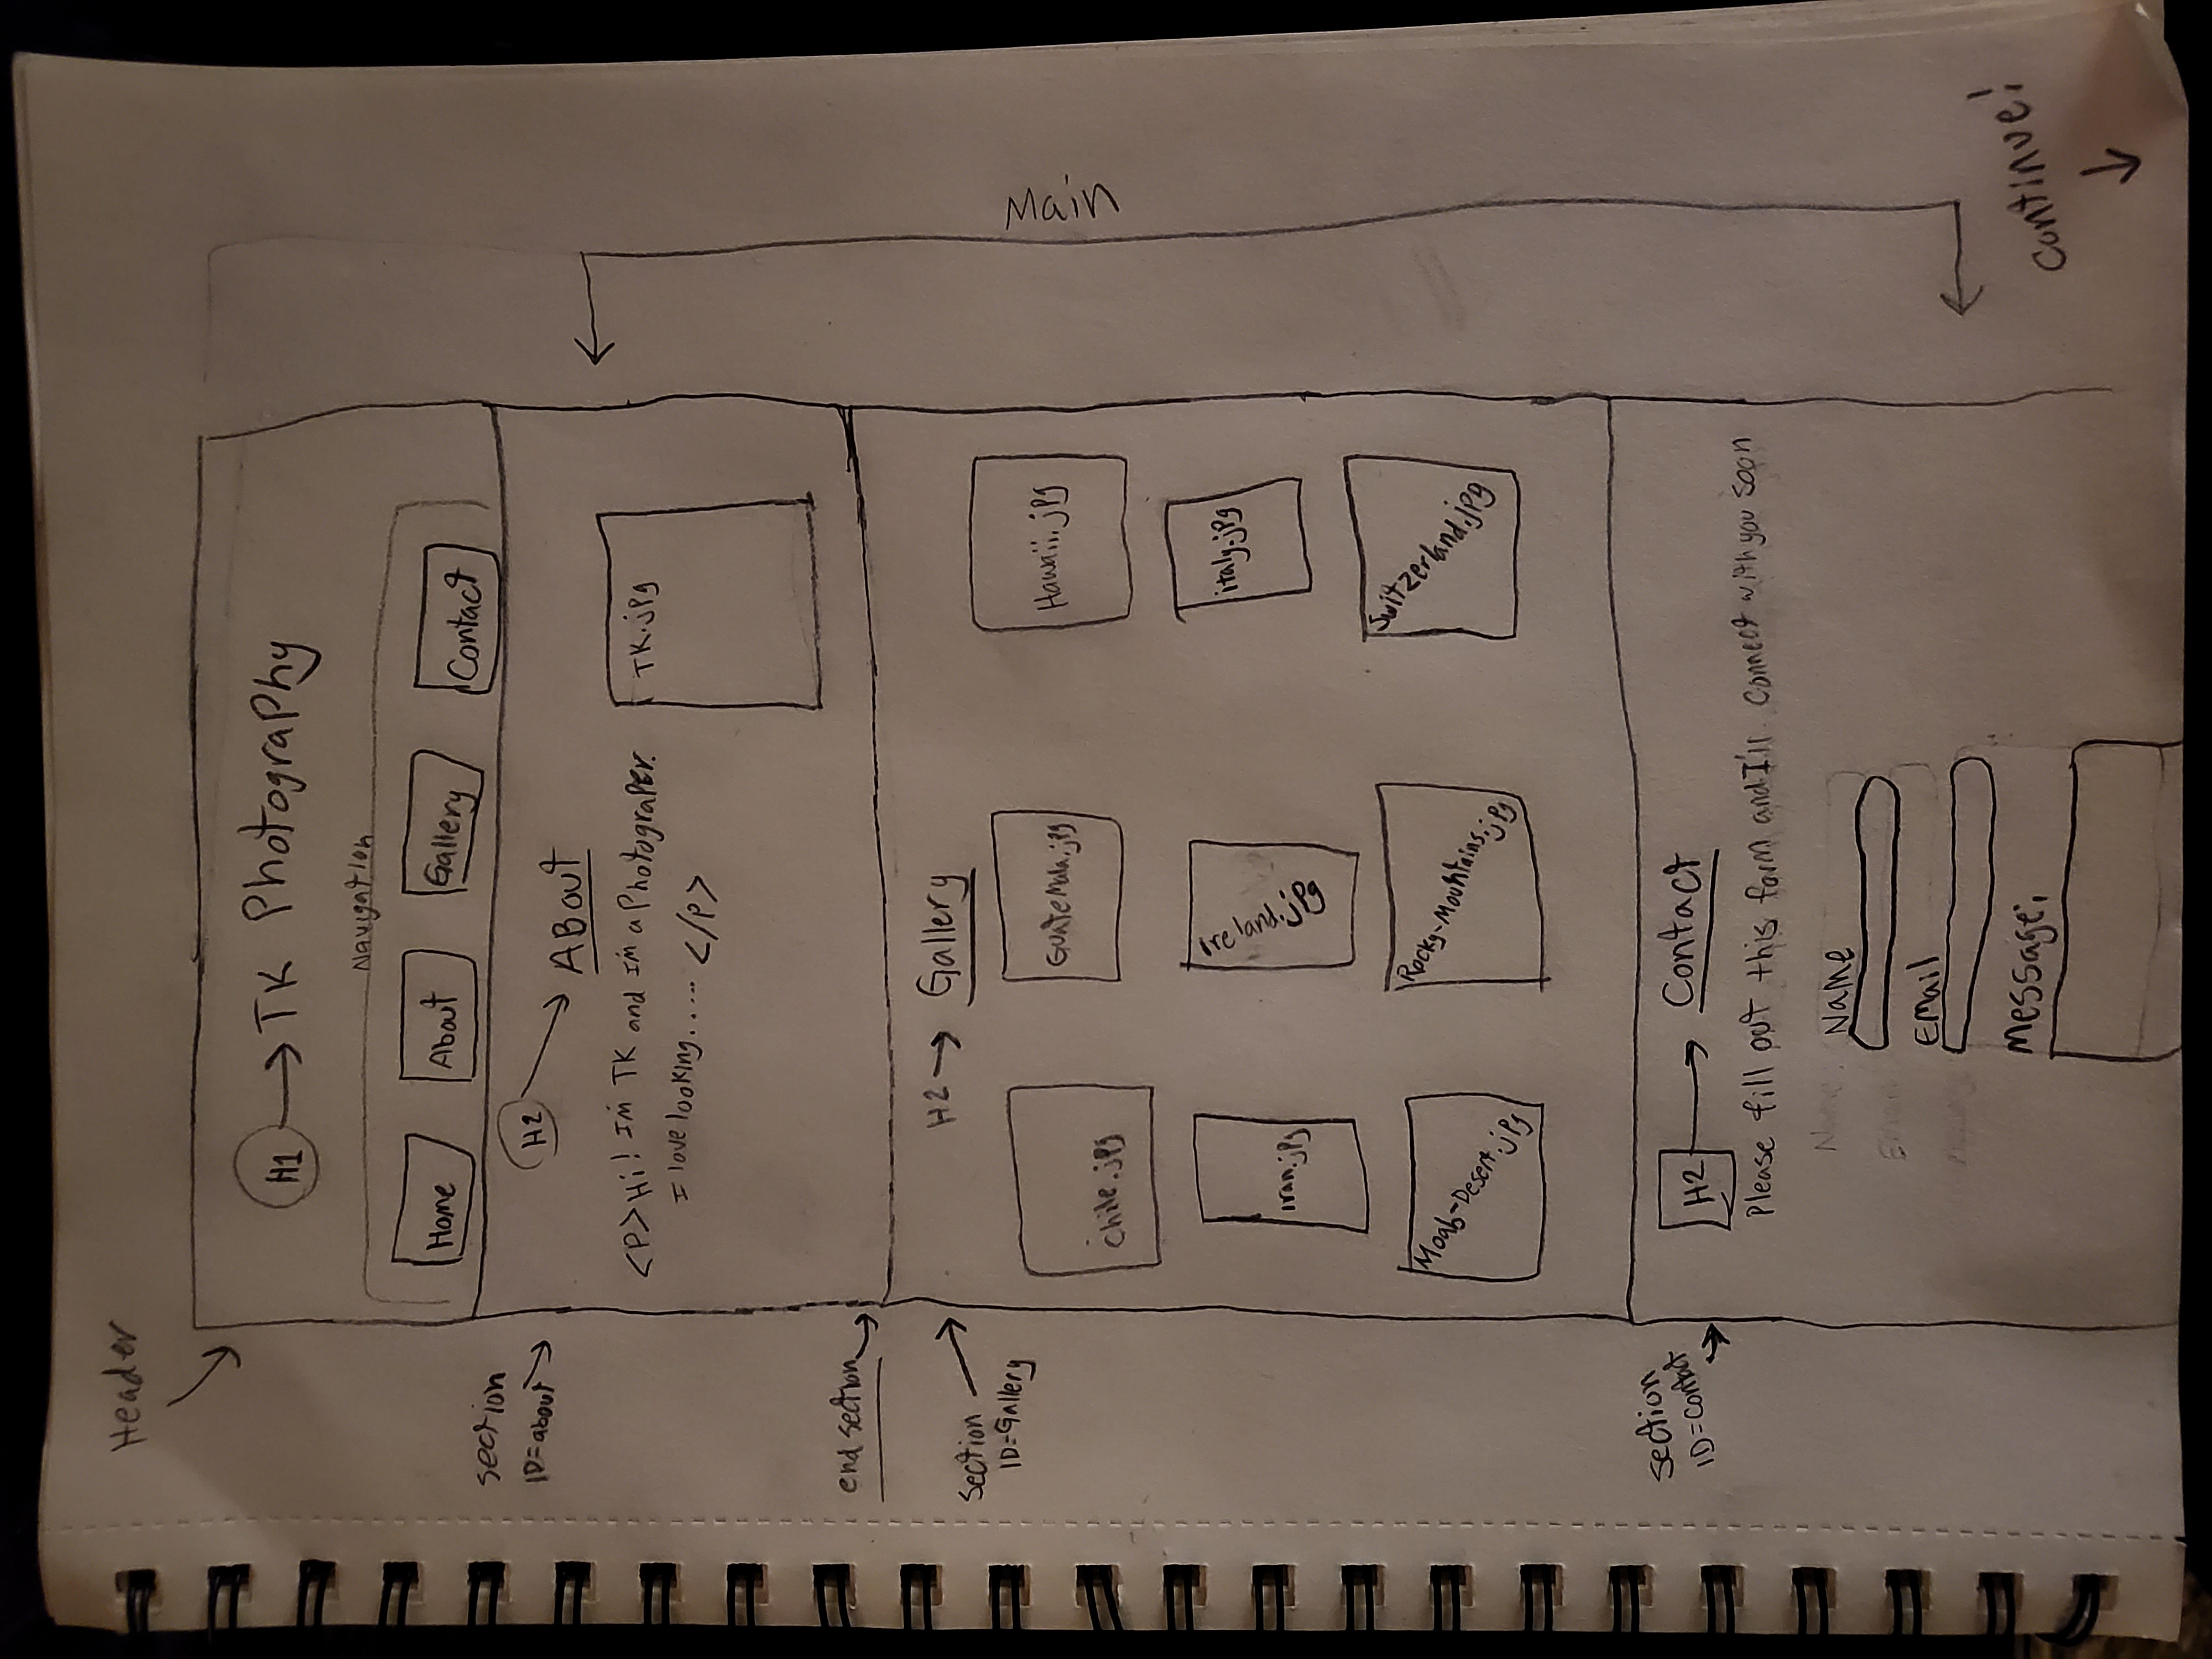 Header
H1 TK Photography
Navigation
Home About Gallery Contact
section
ID=about
H2
ABout
<P>Hi! I'm TK and I'm a Photograper.
I love looking..... </P>
TK.jpg
end section
H2 Gallery
Section
ID=Gallery
Chile.jpg GuateMala.jpg Hawaii.jpg
Main
iran.jpg Ireland.jpg italy.jpg
Moab-Desert.jpg Rocky-Mountains.jpg Switzerland.jpg
section
ID=contact
H2 Contact
Please fill out this form and I'll connect with you soon
Name
Name
Email
EMail
Message:
Continue!